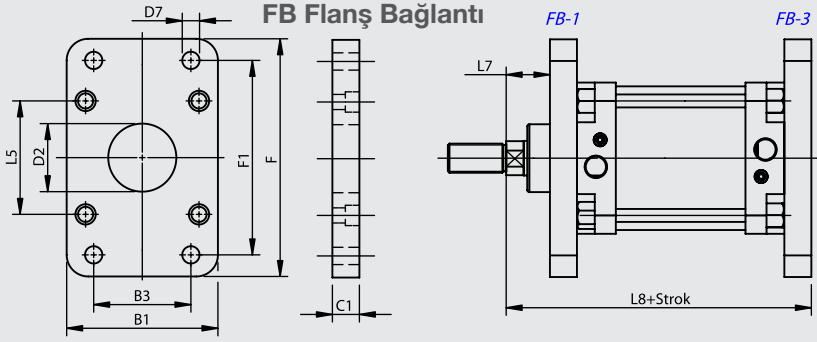 FB Flanş Bağlantı
D7
FB-1
FB-3
L7
L5
D2
F1
F
B3
B1
C1
L8+Strok